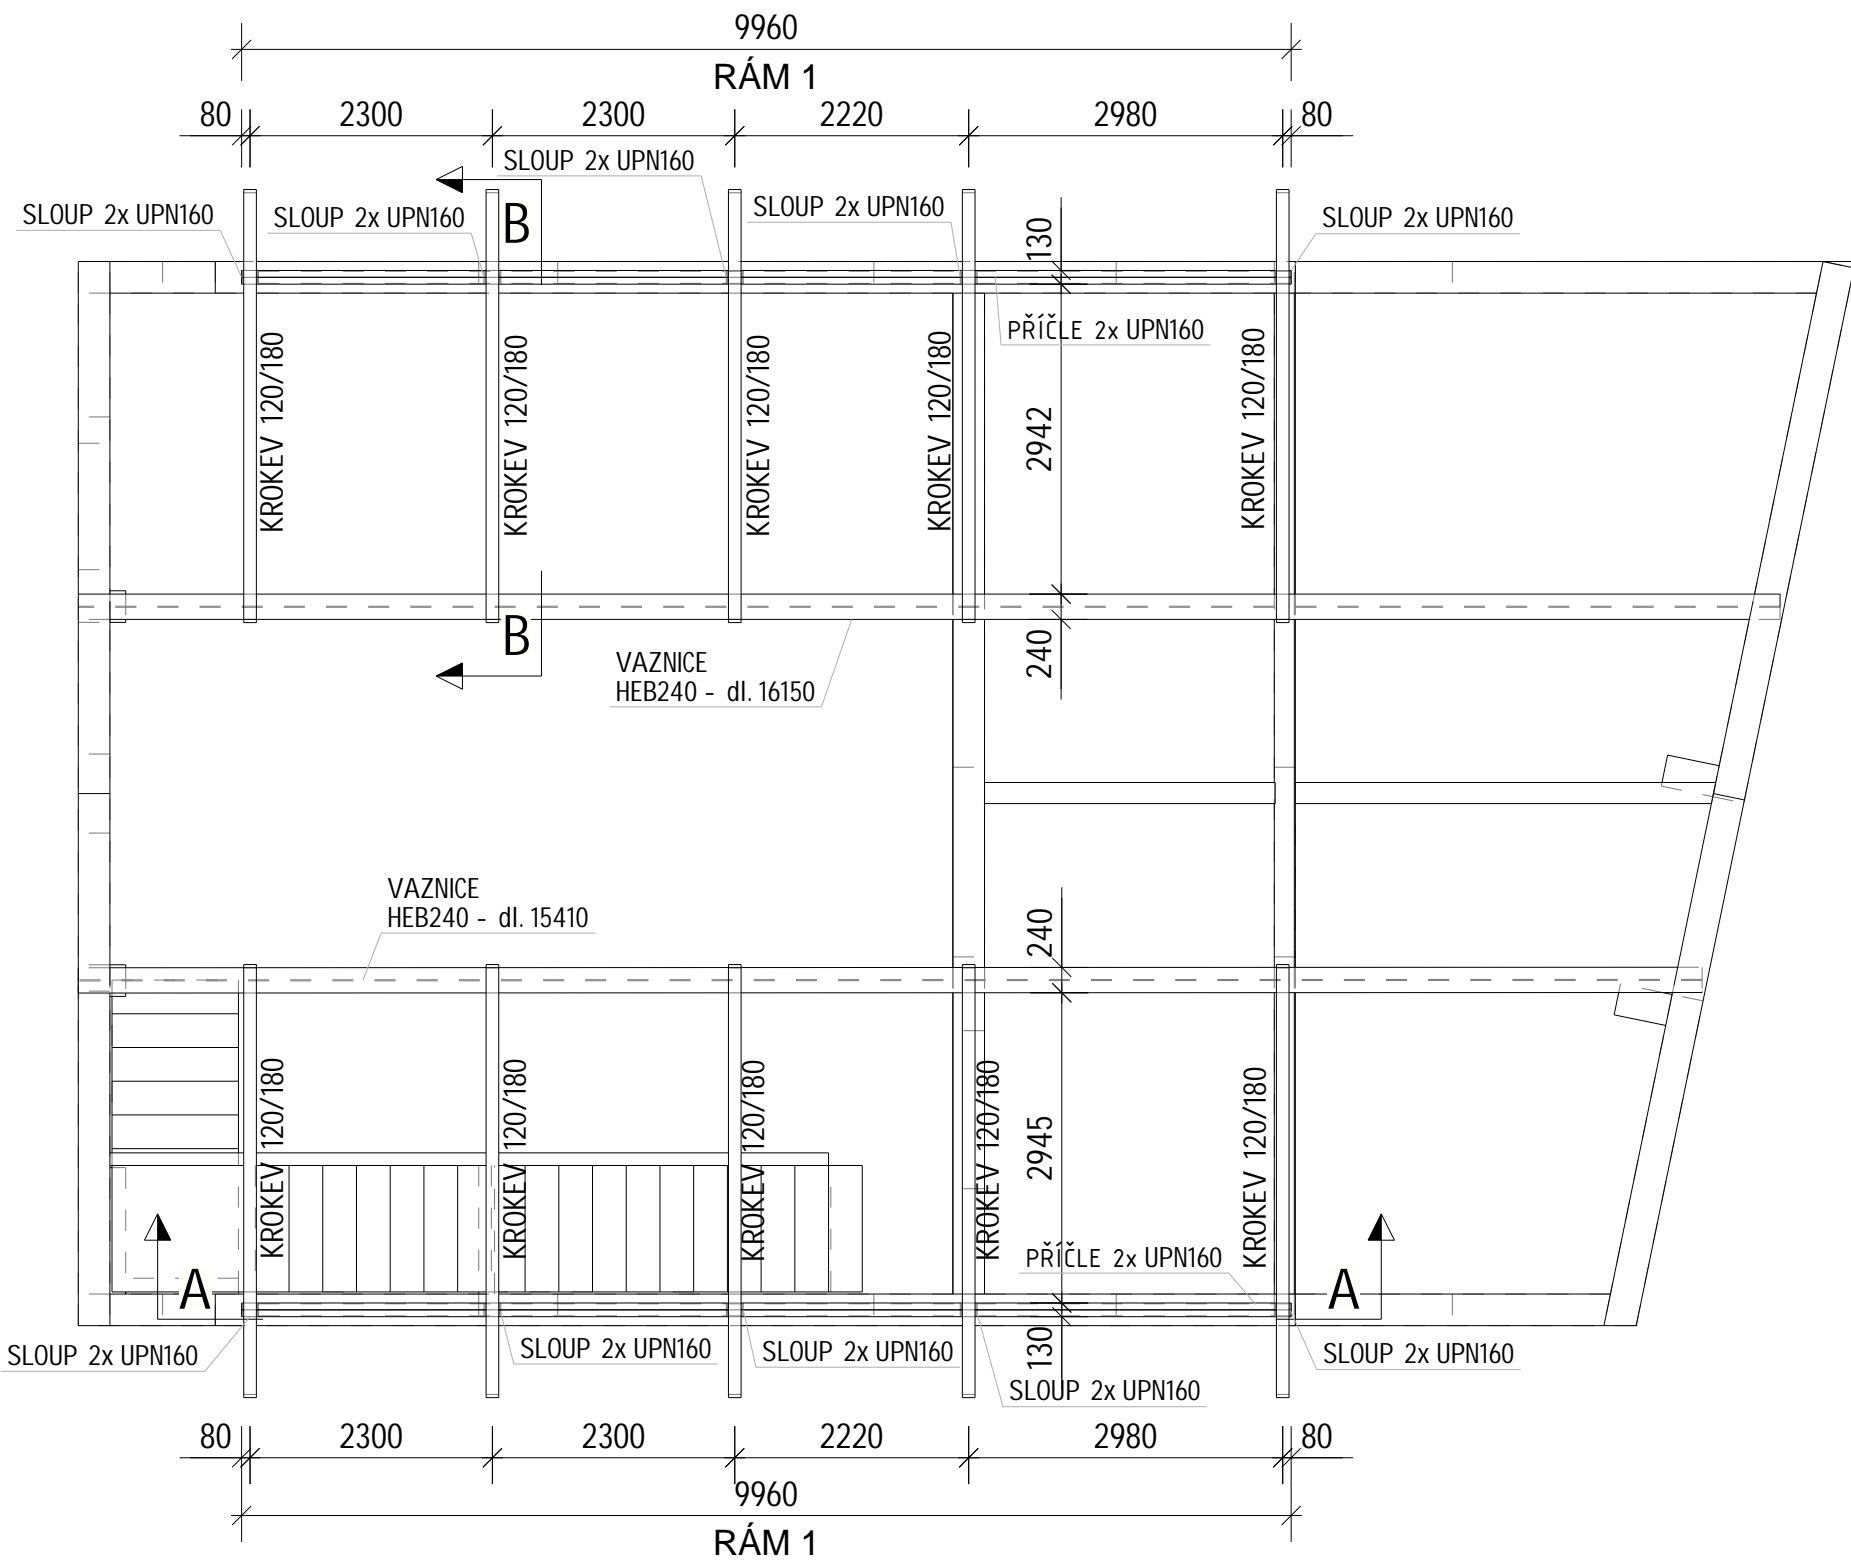 9960
RÁM 1
80
2300
2300
2220
2980
80
SLOUP 2x UPN160
SLOUP 2x UPN160
SLOUP 2x UPN160
SLOUP 2x UPN160
SLOUP 2x UPN160
B
130
PŘÍČLE 2x UPN160
KROKEV 120/180
KROKEV 120/180
KROKEV 120/180
KROKEV 120/180
KROKEV 120/180
2942
B
240
VAZNICE
HEB240 - dl. 16150
VAZNICE
HEB240 - dl. 15410
240
KROKEV 120/180
KROKEV 120/180
KROKEV 120/180
KROKEV 120/180
KROKEV 120/180
2945
PŘÍČLE 2x UPN160
A
A
130
SLOUP 2x UPN160
SLOUP 2x UPN160
SLOUP 2x UPN160
SLOUP 2x UPN160
SLOUP 2x UPN160
80
2300
2300
2220
2980
80
9960
RÁM 1